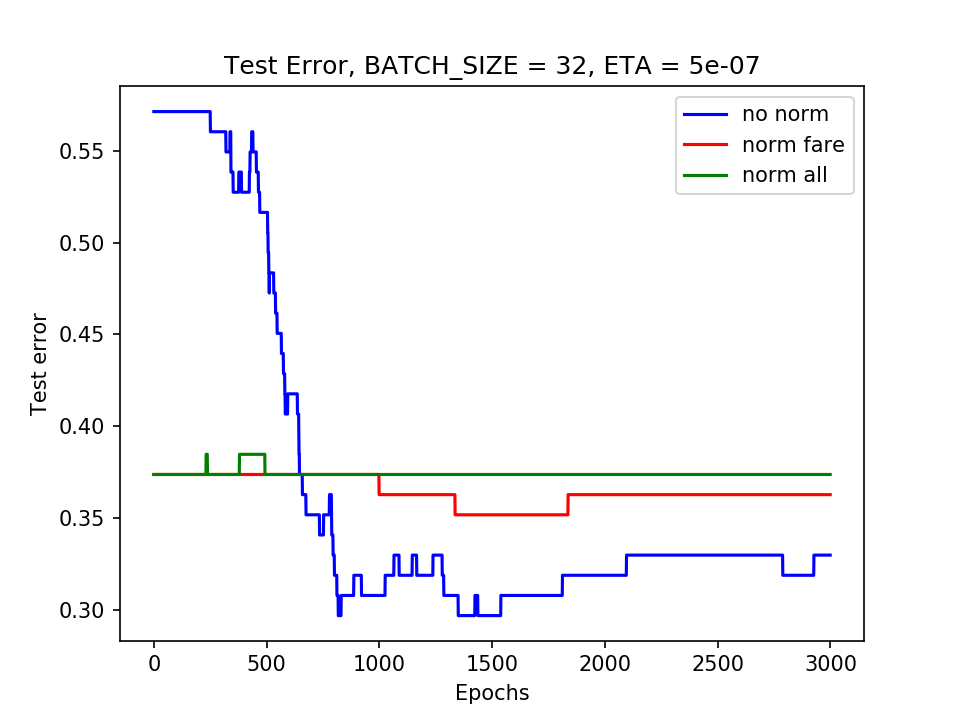 Test Error, BATCH_SIZE = 32, ETA = 5e-07
no norm
norm fare
norm all
Test error
0.55
0.50
0.45
0.40
0.35
0.30
0 500 1000 1500 2000 2500 3000
Epochs